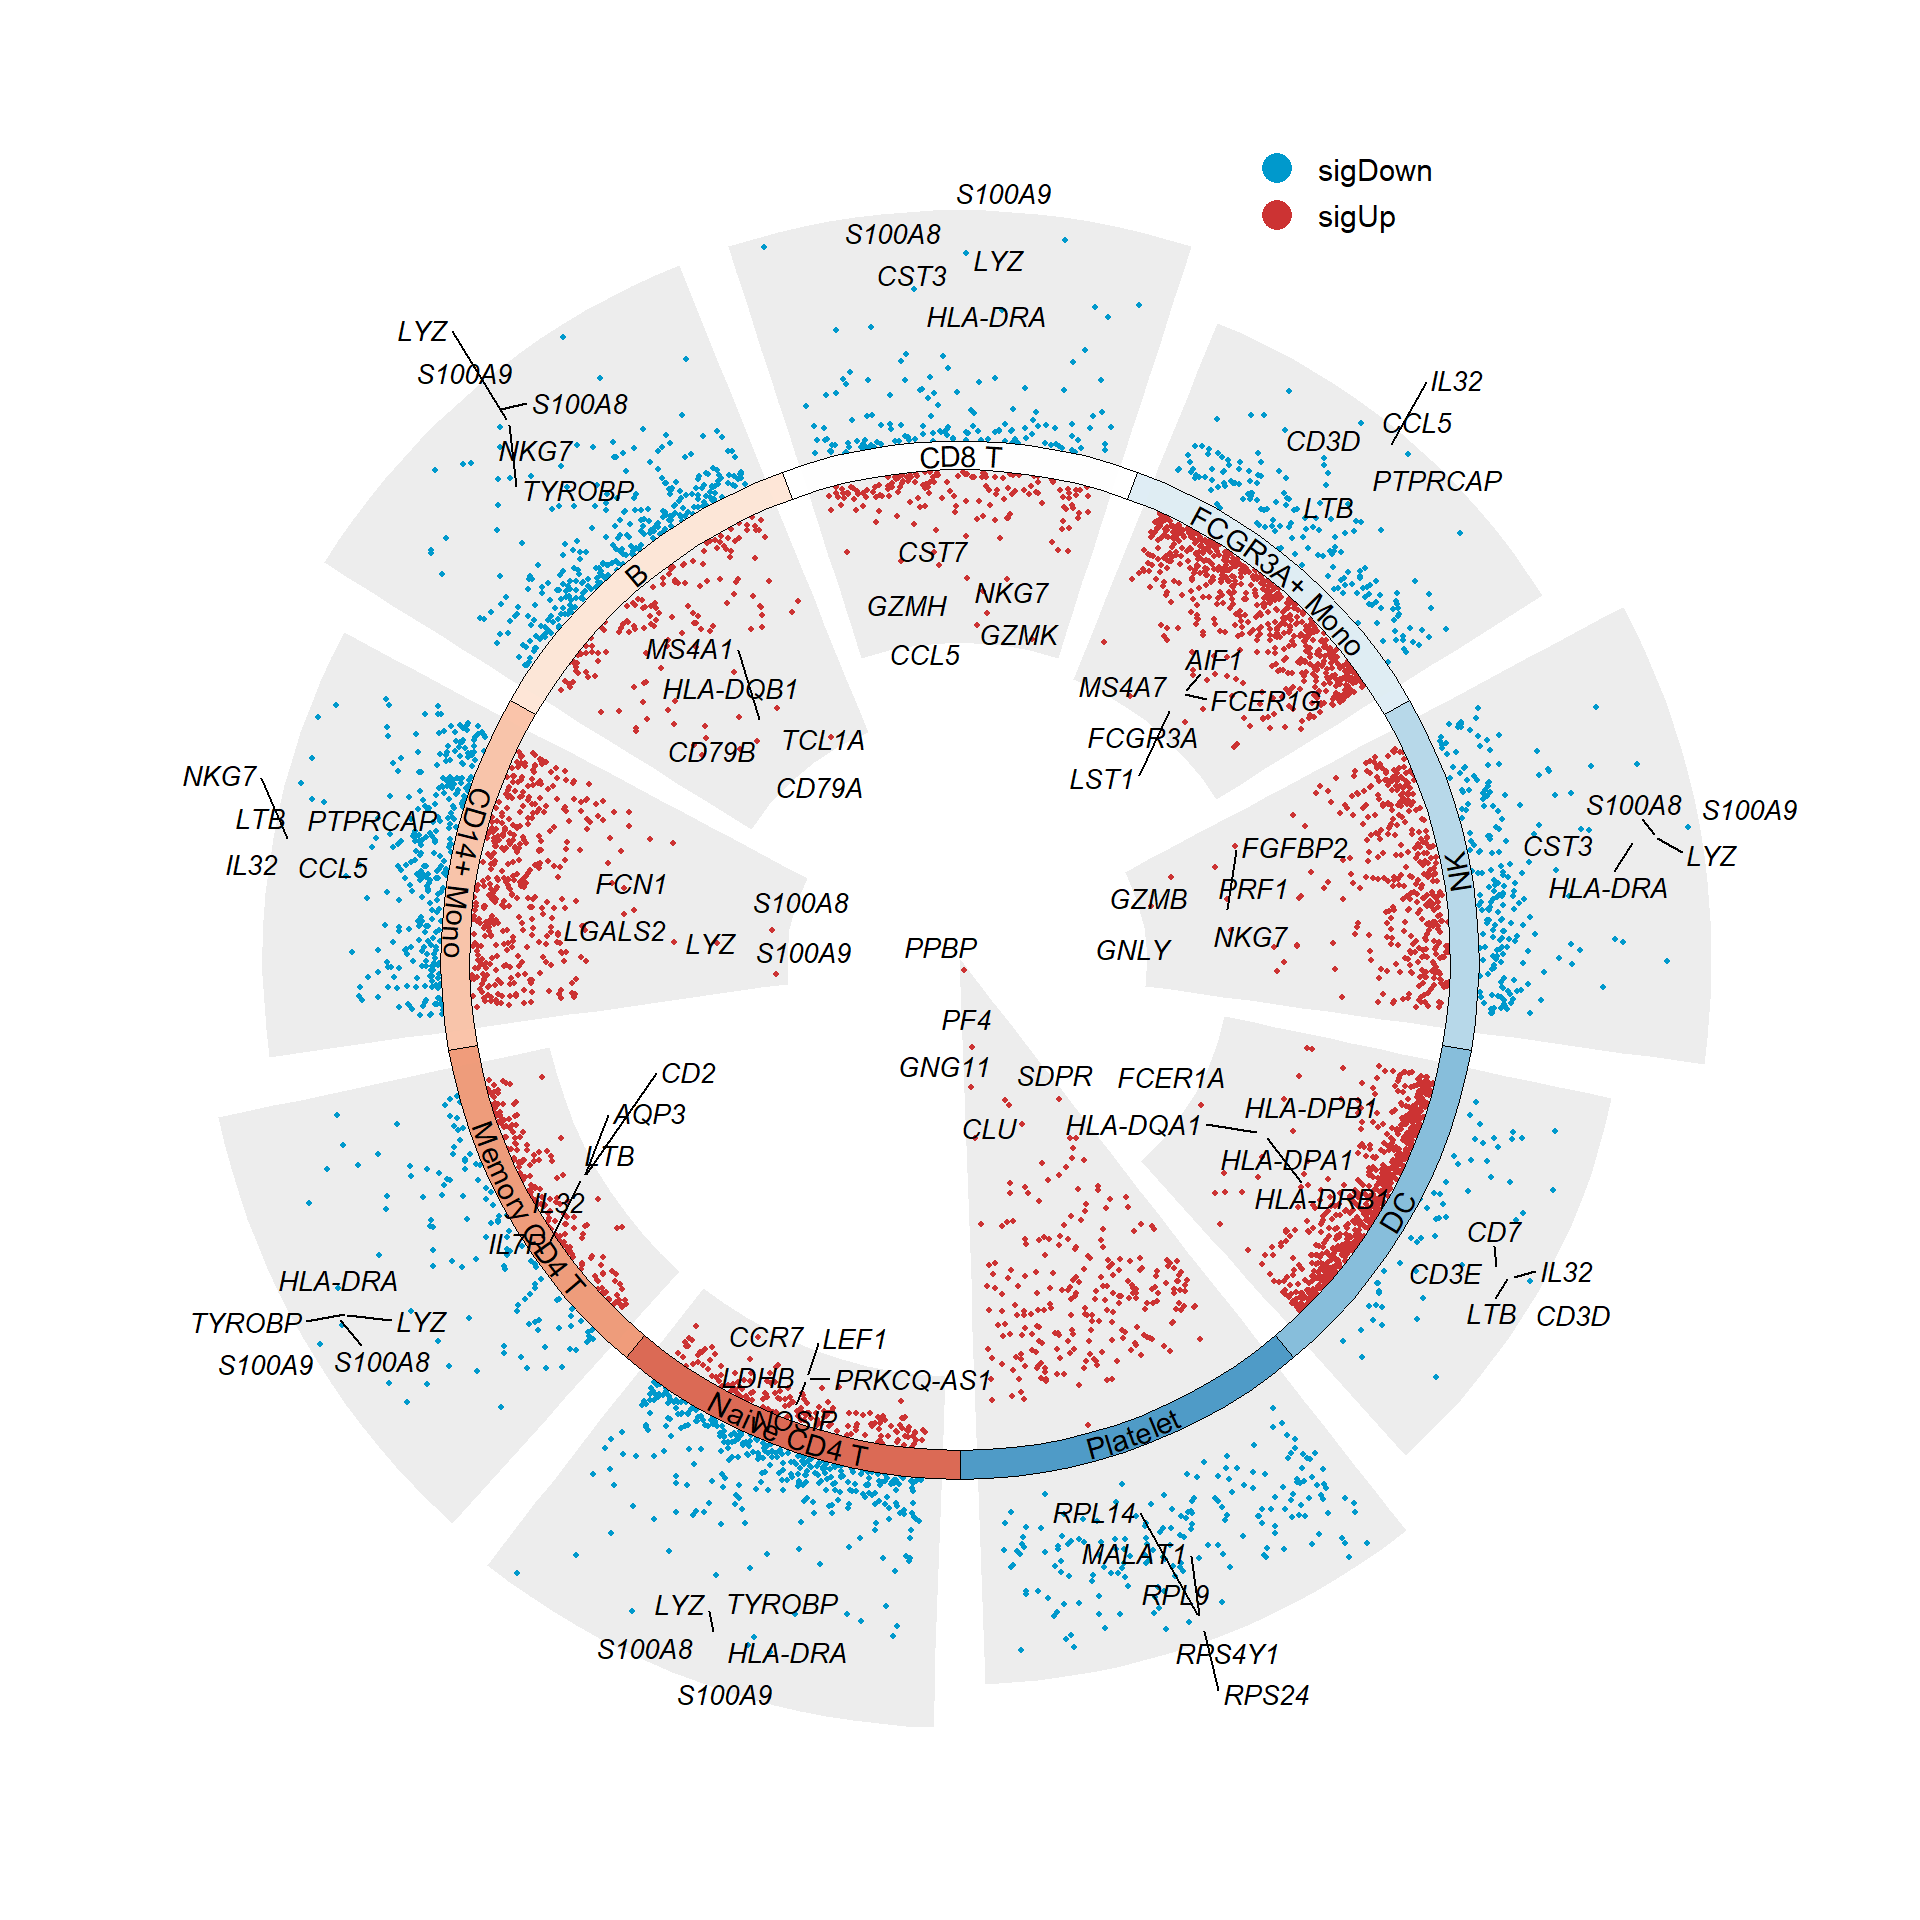 sigDown
sigUp
S100A9
S100A8
LYZ
CST3
HLA-DRA
CD8 T
CST7
NKG7
GZMH
GZMK
CCL5
IL32
CCL5
CD3D
PTPRCAP
LTB
FCGR3A+ Mono
AIF1
MS4A7
FCER1G
FCGR3A
LST1
S100A8
S100A9
CST3
LYZ
HLA-DRA
NK
FGFBP2
PRF1
GZMB
NKG7
GNLY
FCER1A
HLA-DPB1
HLA-DQA1
HLA-DPA1
HLA-DRB1
DC
CD7
CD3E
IL32
LTB
CD3D
PPBP
PF4
GNG11
SDPR
CLU
Platelet
RPL14
MALAT1
RPL9
RPS4Y1
RPS24
CCR7
LEF1
LDHB
PRKCQ-AS1
NOSIP
Naive CD4 T
LYZ
TYROBP
S100A8
HLA-DRA
S100A9
CD2
AQP3
LTB
IL32
IL7R
Memory CD4 T
HLA-DRA
TYROBP
LYZ
S100A9
S100A8
NKG7
LTB
PTPRCAP
IL32
CCL5
CD14+ Mono
FCN1
S100A8
LGALS2
LYZ
S100A9
LYZ
S100A9
S100A8
NKG7
TYROBP
B
MS4A1
HLA-DQB1
CD79B
TCL1A
CD79A